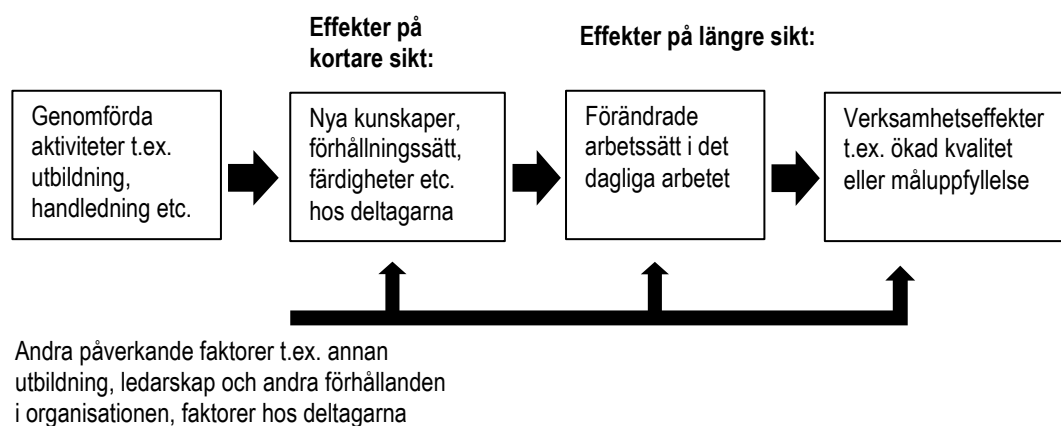 Effekter på
kortare sikt:
Effekter på längre sikt:
Genomförda
aktiviteter t.ex.
utbildning,
handledning etc.
Nya kunskaper,
förhållningssätt,
färdigheter etc.
hos deltagarna
Förändrade
arbetssätt i det
dagliga arbetet
Verksamhetseffekter
t.ex. ökad kvalitet
eller måluppfyllelse
Andra påverkande faktorer t.ex. annan
utbildning, ledarskap och andra förhållanden
i organisationen, faktorer hos deltagarna